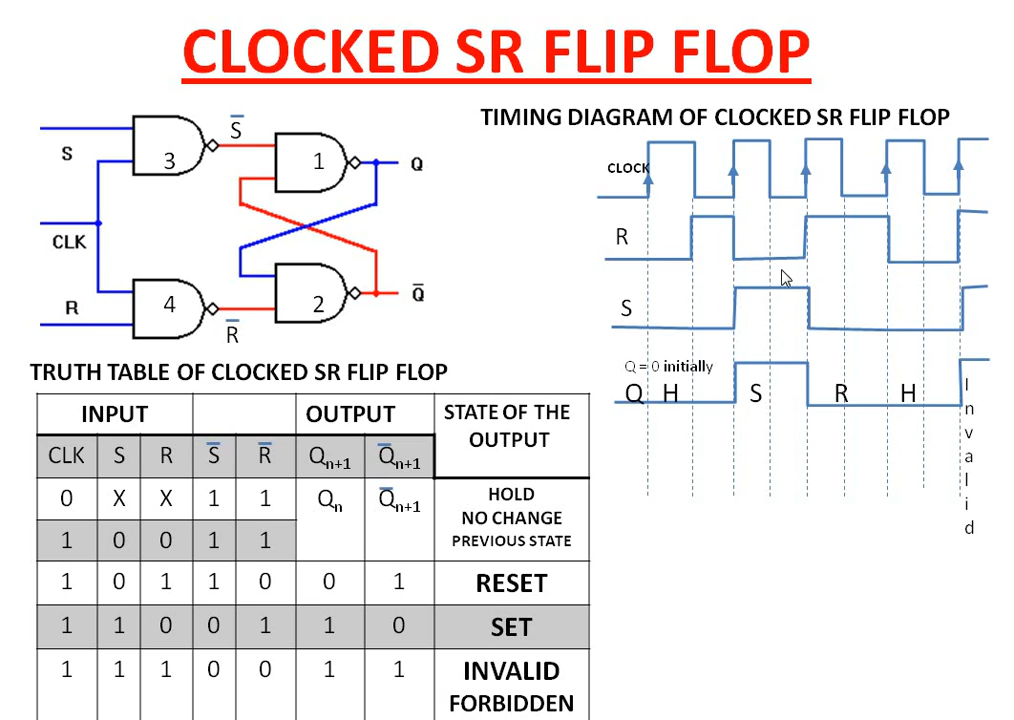 CLOCKED SR FLIP FLOP
S
3
S̅
1
Q
CLK
R
4
R̅
2
Q̅
TIMING DIAGRAM OF CLOCKED SR FLIP FLOP
CLOCK
R
S
Q = 0 initially
Q H S R H
I
n
v
a
l
i
d
TRUTH TABLE OF CLOCKED SR FLIP FLOP
INPUT OUTPUT STATE OF THE
OUTPUT
CLK S R S̅ R̅ Qn+1 Q̅n+1
0 X X 1 1 Qn Q̅n+1 HOLD
NO CHANGE
PREVIOUS STATE
1 0 0 1 1
1 0 1 1 0 0 1 RESET
1 1 0 0 1 1 0 SET
1 1 1 0 0 1 1 INVALID
FORBIDDEN